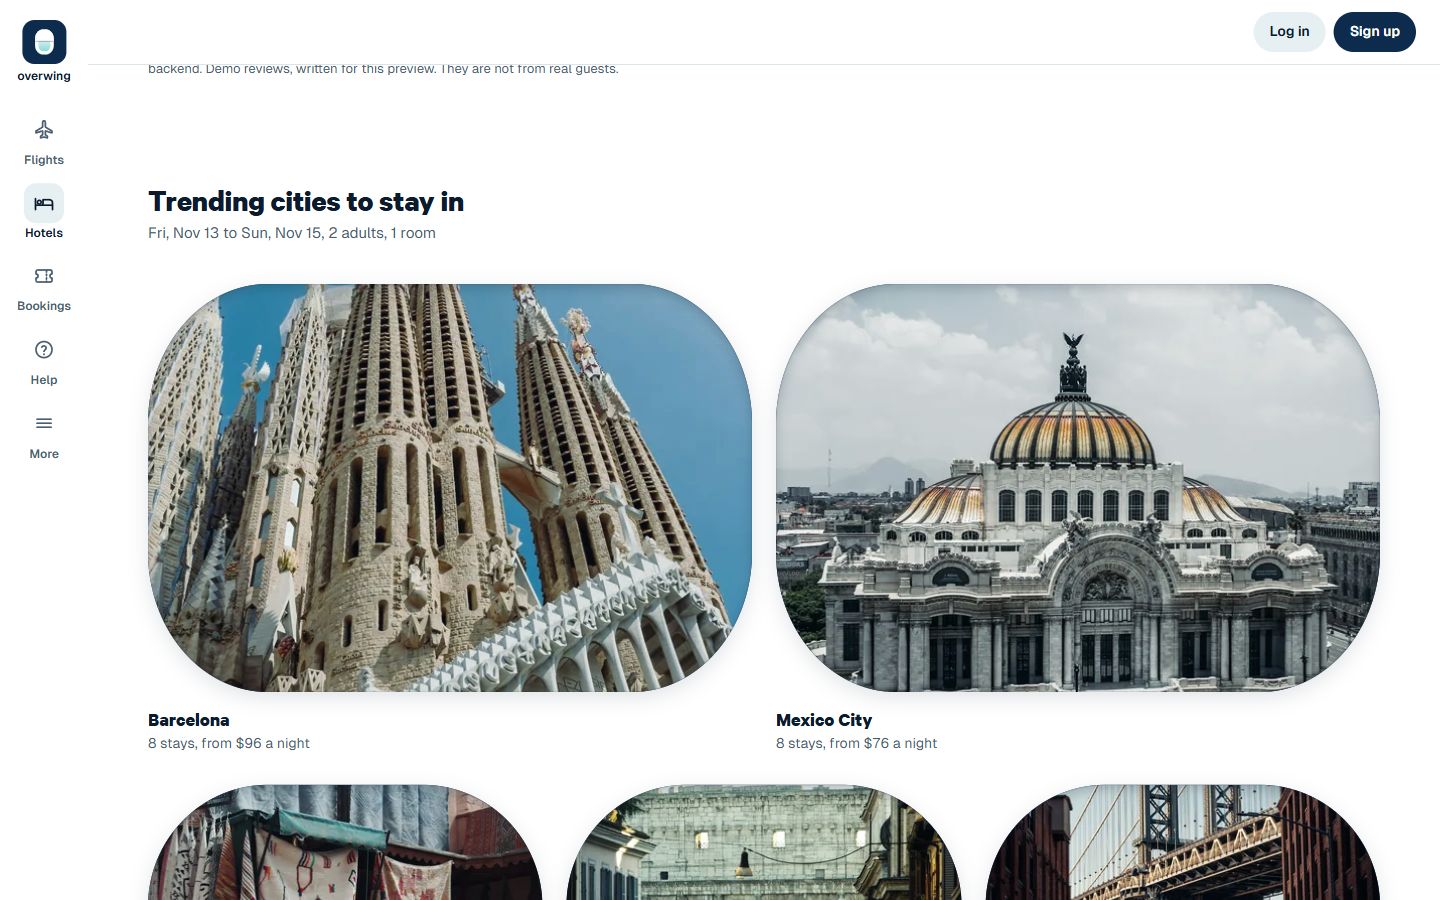 Log in
Sign up
overwing
backend. Demo reviews, written for this preview. They are not from real guests.
Flights
Hotels
Bookings
Help
More
Trending cities to stay in
Fri, Nov 13 to Sun, Nov 15, 2 adults, 1 room
Barcelona
8 stays, from $96 a night
Mexico City
8 stays, from $76 a night